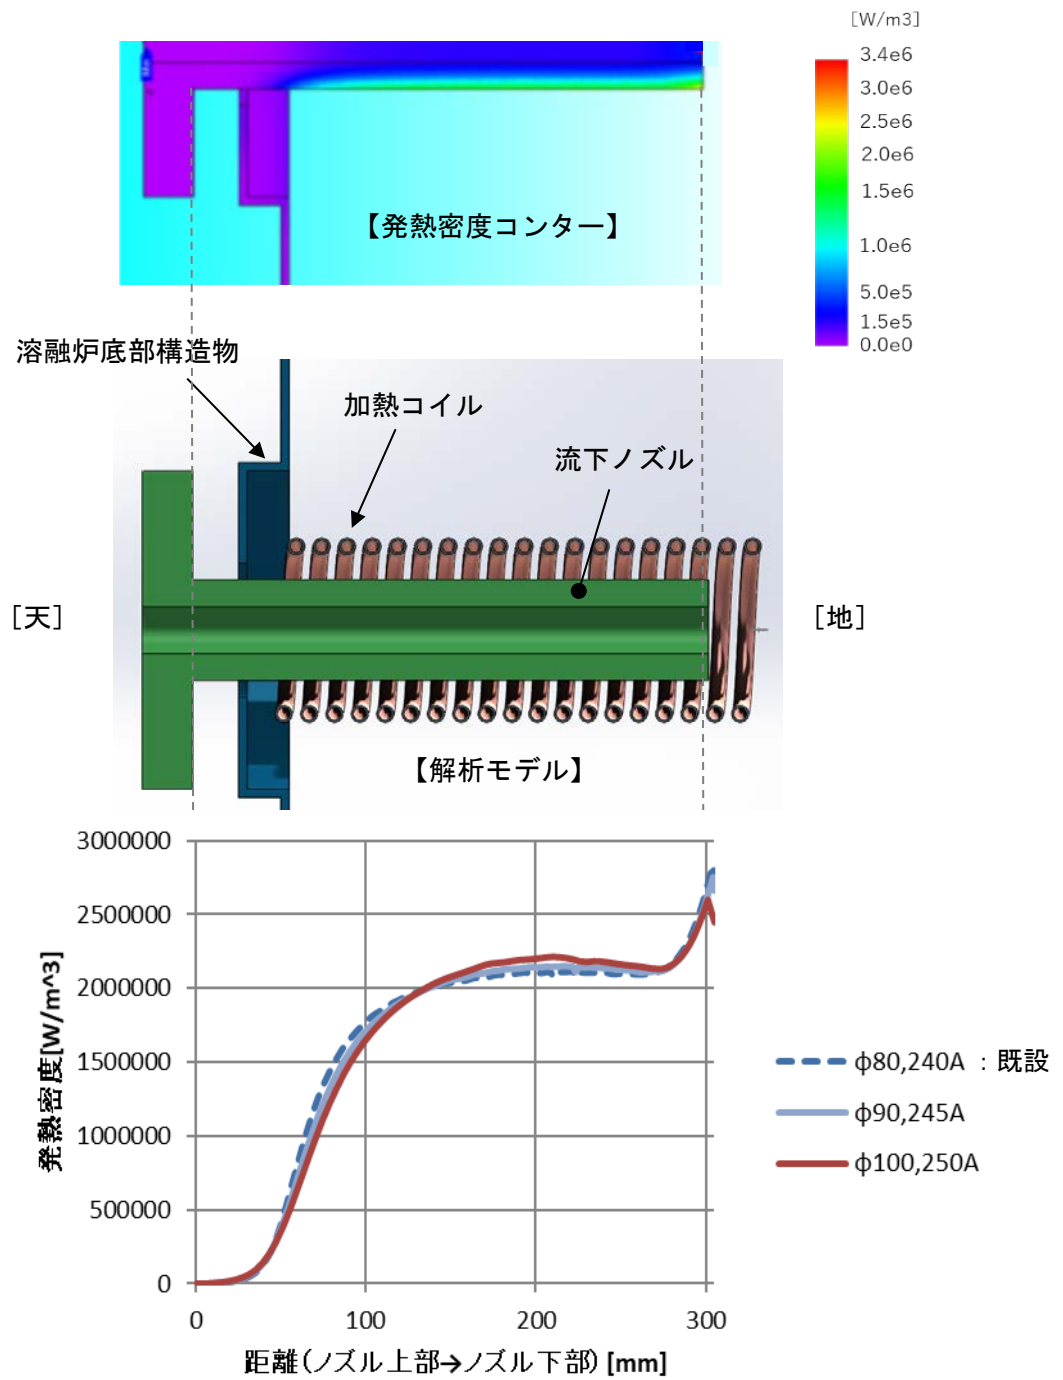 [W/m3]
3.4e6
3.0e6
2.5e6
2.0e6
1.5e6
1.0e6
5.0e5
1.5e5
0.0e0
【発熱密度コンター】
溶融炉底部構造物
加熱コイル
流下ノズル
[天]
[地]
【解析モデル】
3000000
2500000
2000000
1500000
1000000
500000
0
発熱密度[W/m^3]
0 100 200 300
距離(ノズル上部→ノズル下部) [mm]
ф80,240A :既設
ф90,245A
ф100,250A